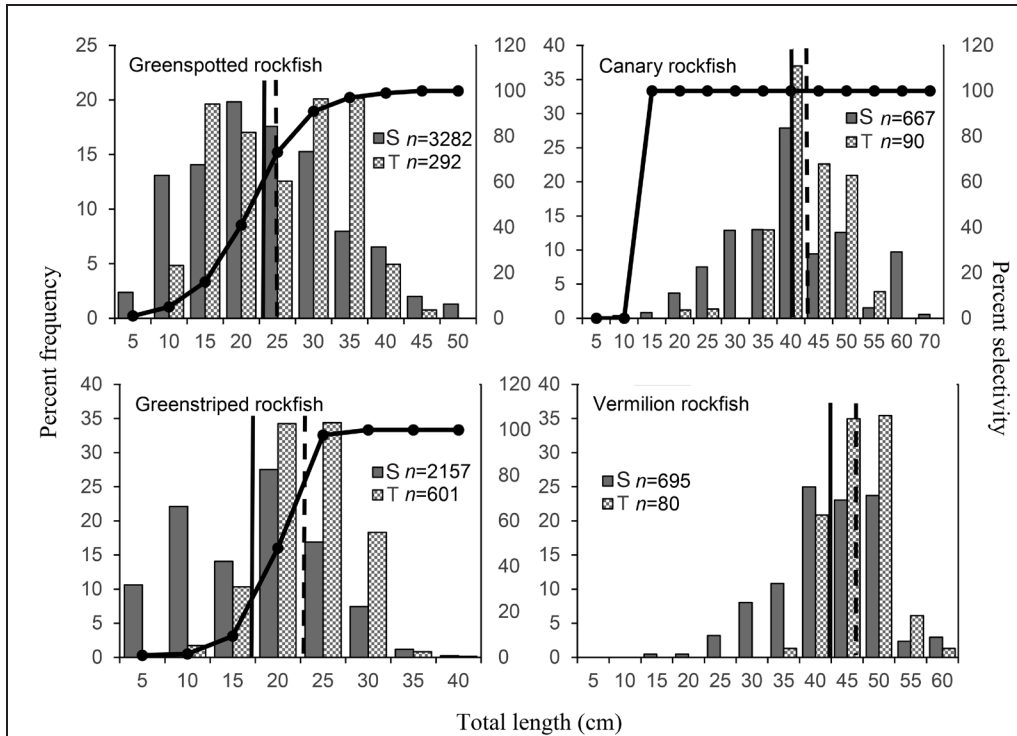 Percent frequency
Percent selectivity
Total length (cm)
Greenspotted rockfish
S n=3282
T n=292
25
20
15
10
5
0
120
100
80
60
40
20
0
5 10 15 20 25 30 35 40 45 50
Canary rockfish
S n=667
T n=90
40
35
30
25
20
15
10
5
0
120
100
80
60
40
20
0
5 10 15 20 25 30 35 40 45 50 55 60 70
Greenstriped rockfish
S n=2157
T n=601
40
35
30
25
20
15
10
5
0
120
100
80
60
40
20
0
5 10 15 20 25 30 35 40
Vermilion rockfish
S n=695
T n=80
40
35
30
25
20
15
10
5
0
5 10 15 20 25 30 35 40 45 50 55 60